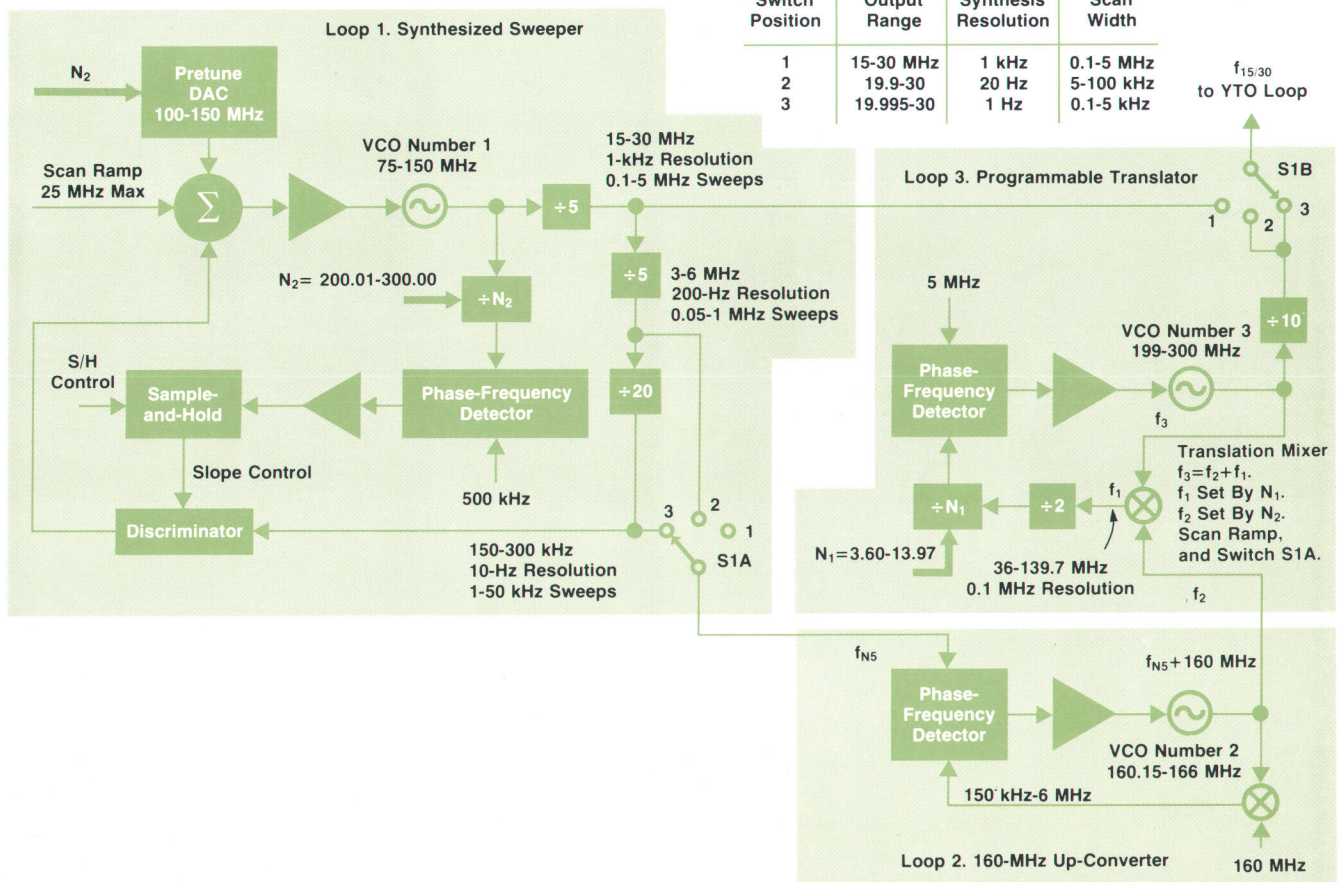 Switch Position
Output Range
Synthesis Resolution
Scan Width
1 15-30 MHz 1 kHz 0.1-5 MHz
2 19.9-30 20 Hz 5-100 kHz
3 19.995-30 1 Hz 0.1-5 kHz
Loop 1. Synthesized Sweeper
N2
Pretune
DAC
100-150 MHz
Scan Ramp
25 MHz Max
Σ
VCO Number 1
75-150 MHz
÷5
15-30 MHz
1-kHz Resolution
0.1-5 MHz Sweeps
÷5
3-6 MHz
200-Hz Resolution
0.05-1 MHz Sweeps
N2= 200.01-300.00
÷N2
÷20
S/H
Control
Sample-
and-Hold
Phase-Frequency
Detector
Slope Control
500 kHz
Discriminator
150-300 kHz
10-Hz Resolution
1-50 kHz Sweeps
3
2
1
S1A
f15/30
to YTO Loop
Loop 3. Programmable Translator
S1B
1
2
3
5 MHz
÷10
VCO Number 3
199-300 MHz
Phase-
Frequency
Detector
f3
Translation Mixer
f3=f2+f1.
f1 Set By N1.
f2 Set By N2.
Scan Ramp,
and Switch S1A.
f1
÷2
÷N1
N1=3.60-13.97
36-139.7 MHz
0.1 MHz Resolution
f2
fN5
fN5+160 MHz
Phase-
Frequency
Detector
VCO Number 2
160.15-166 MHz
150 kHz-6 MHz
Loop 2. 160-MHz Up-Converter
160 MHz